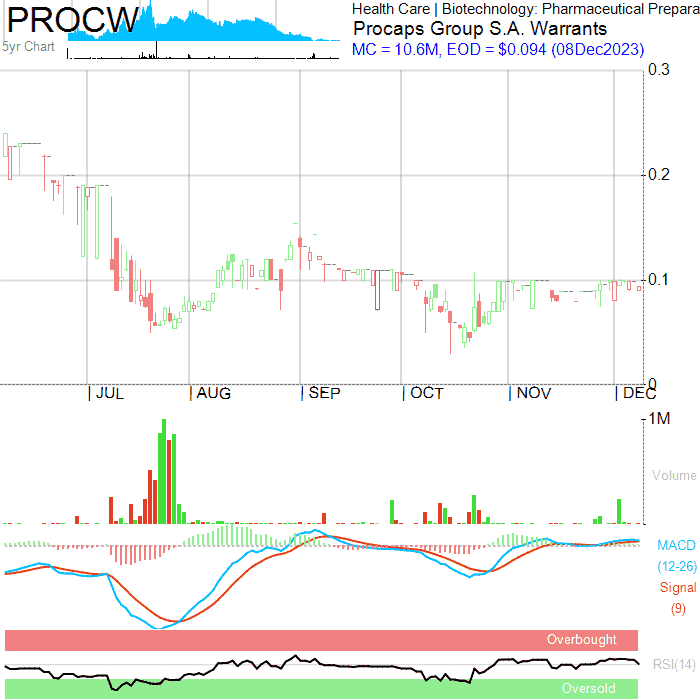 PROCW
Health Care | Biotechnology: Pharmaceutical Prepara
Procaps Group S.A. Warrants
5yr Chart
MC = 10.6M, EOD = $0.094 (08Dec2023)
0.3
0.2
0.1
0
| JUL | AUG | SEP | OCT | NOV | DEC
1M
Volume
MACD
(12-26)
Signal
(9)
Overbought
RSI(14)
Oversold